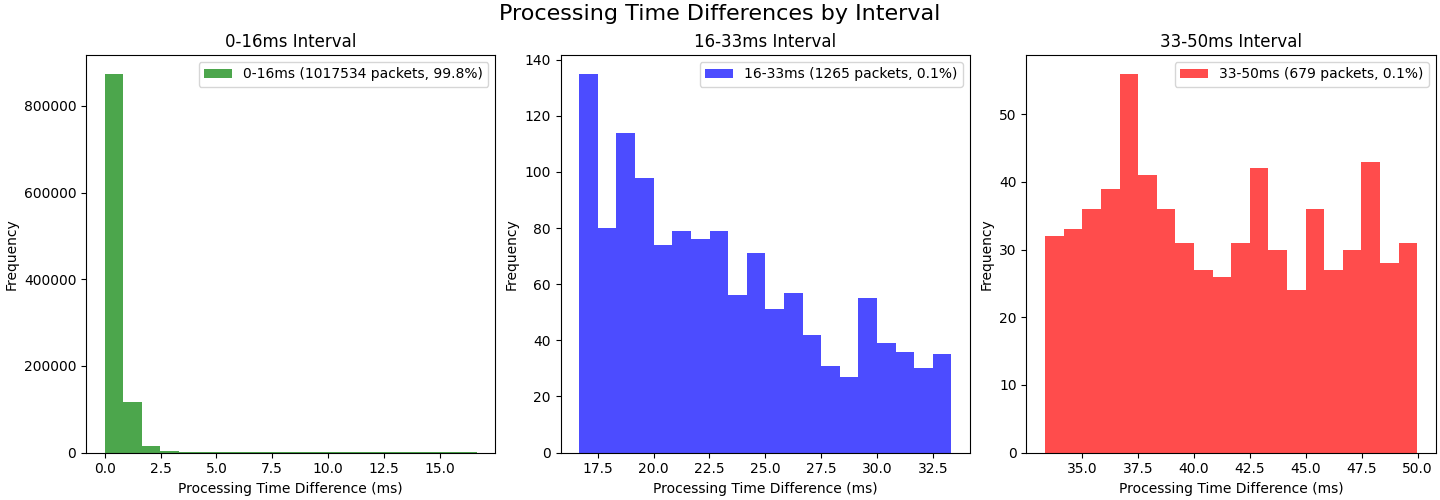 Processing Time Differences by Interval
0-16ms Interval
0-16ms (1017534 packets, 99.8%)
Frequency
800000
600000
400000
200000
0
0.0 2.5 5.0 7.5 10.0 12.5 15.0
Processing Time Difference (ms)
16-33ms Interval
16-33ms (1265 packets, 0.1%)
Frequency
140
120
100
80
60
40
20
0
17.5 20.0 22.5 25.0 27.5 30.0 32.5
Processing Time Difference (ms)
33-50ms Interval
33-50ms (679 packets, 0.1%)
Frequency
50
40
30
20
10
0
35.0 37.5 40.0 42.5 45.0 47.5 50.0
Processing Time Difference (ms)